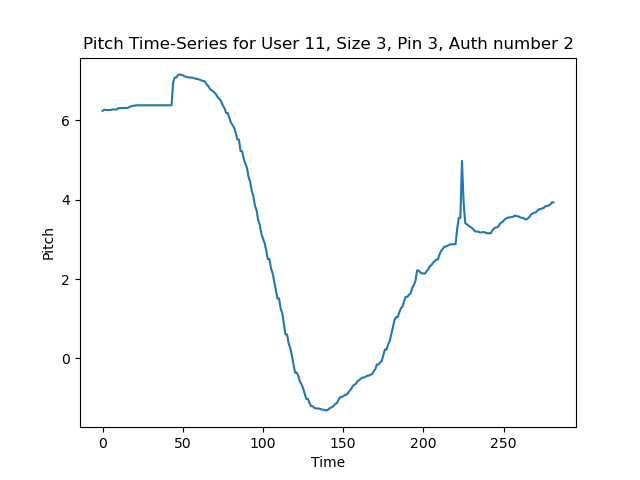 Pitch Time-Series for User 11, Size 3, Pin 3, Auth number 2
Pitch
6
4
2
0
0 50 100 150 200 250
Time